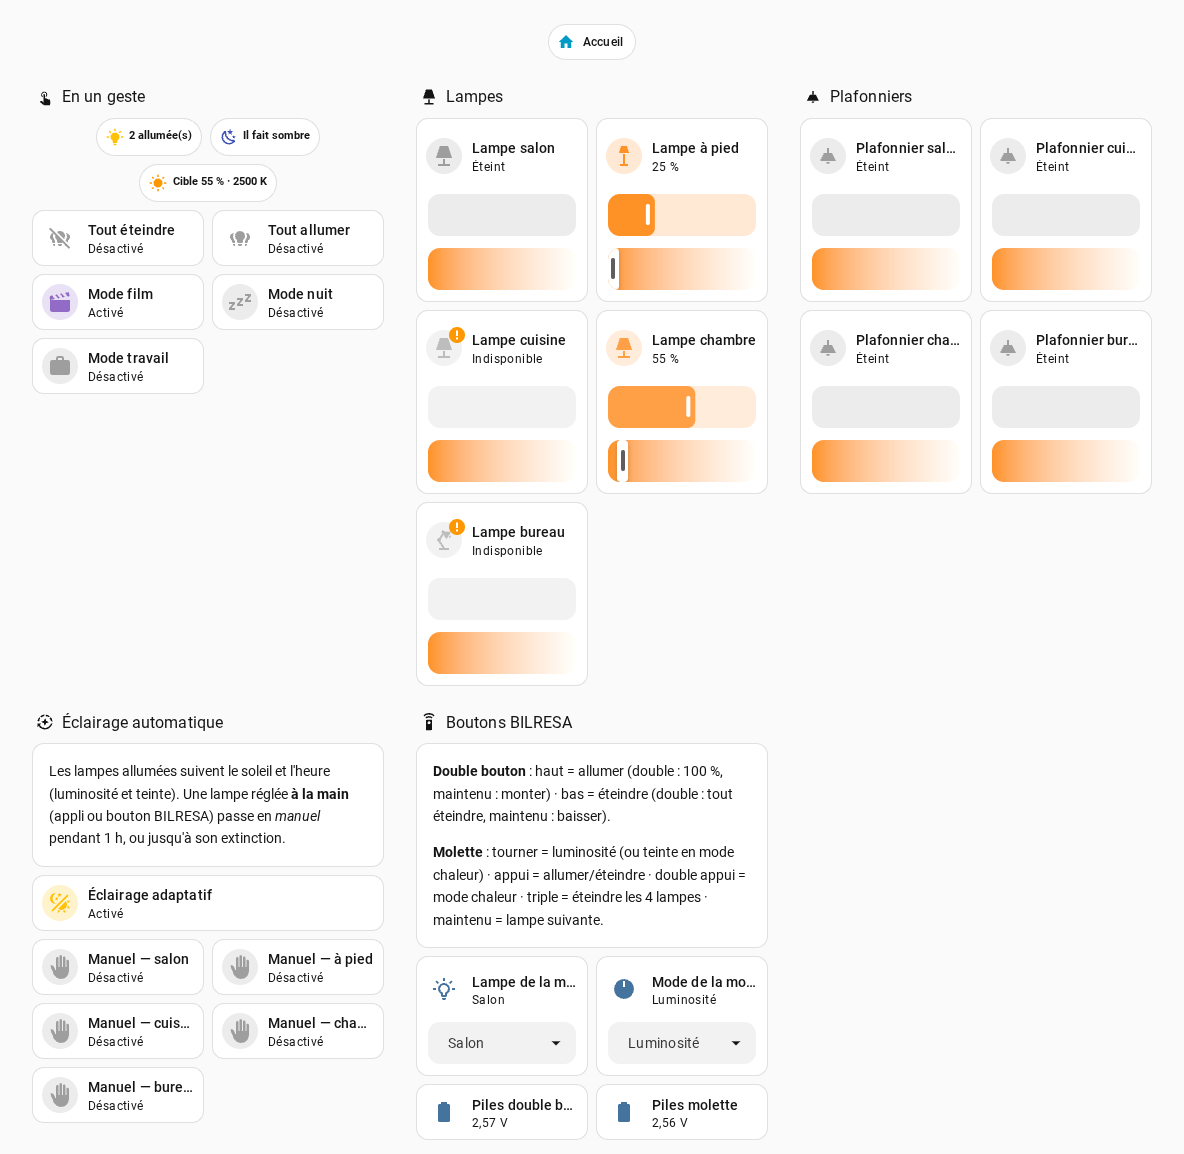 Accueil
En un geste
2 allumée(s)
Il fait sombre
Cible 55 % · 2500 K
Tout éteindre
Désactivé
Tout allumer
Désactivé
Mode film
Activé
Mode nuit
Désactivé
Mode travail
Désactivé
Lampes
Lampe salon
Éteint
Lampe à pied
25 %
Lampe cuisine
Indisponible
Lampe chambre
55 %
Lampe bureau
Indisponible
Plafonniers
Plafonnier sal…
Éteint
Plafonnier cui…
Éteint
Plafonnier cha…
Éteint
Plafonnier bur…
Éteint
Éclairage automatique
Les lampes allumées suivent le soleil et l'heure
(luminosité et teinte). Une lampe réglée à la main
(appli ou bouton BILRESA) passe en manuel
pendant 1 h, ou jusqu'à son extinction.
Éclairage adaptatif
Activé
Manuel — salon
Désactivé
Manuel — à pied
Désactivé
Manuel — cuis…
Désactivé
Manuel — cha…
Désactivé
Manuel — bure…
Désactivé
Boutons BILRESA
Double bouton : haut = allumer (double : 100 %,
maintenu : monter) · bas = éteindre (double : tout
éteindre, maintenu : baisser).
Molette : tourner = luminosité (ou teinte en mode
chaleur) · appui = allumer/éteindre · double appui =
mode chaleur · triple = éteindre les 4 lampes ·
maintenu = lampe suivante.
Lampe de la m…
Salon
Salon
Mode de la mo…
Luminosité
Luminosité
Piles double b…
2,57 V
Piles molette
2,56 V